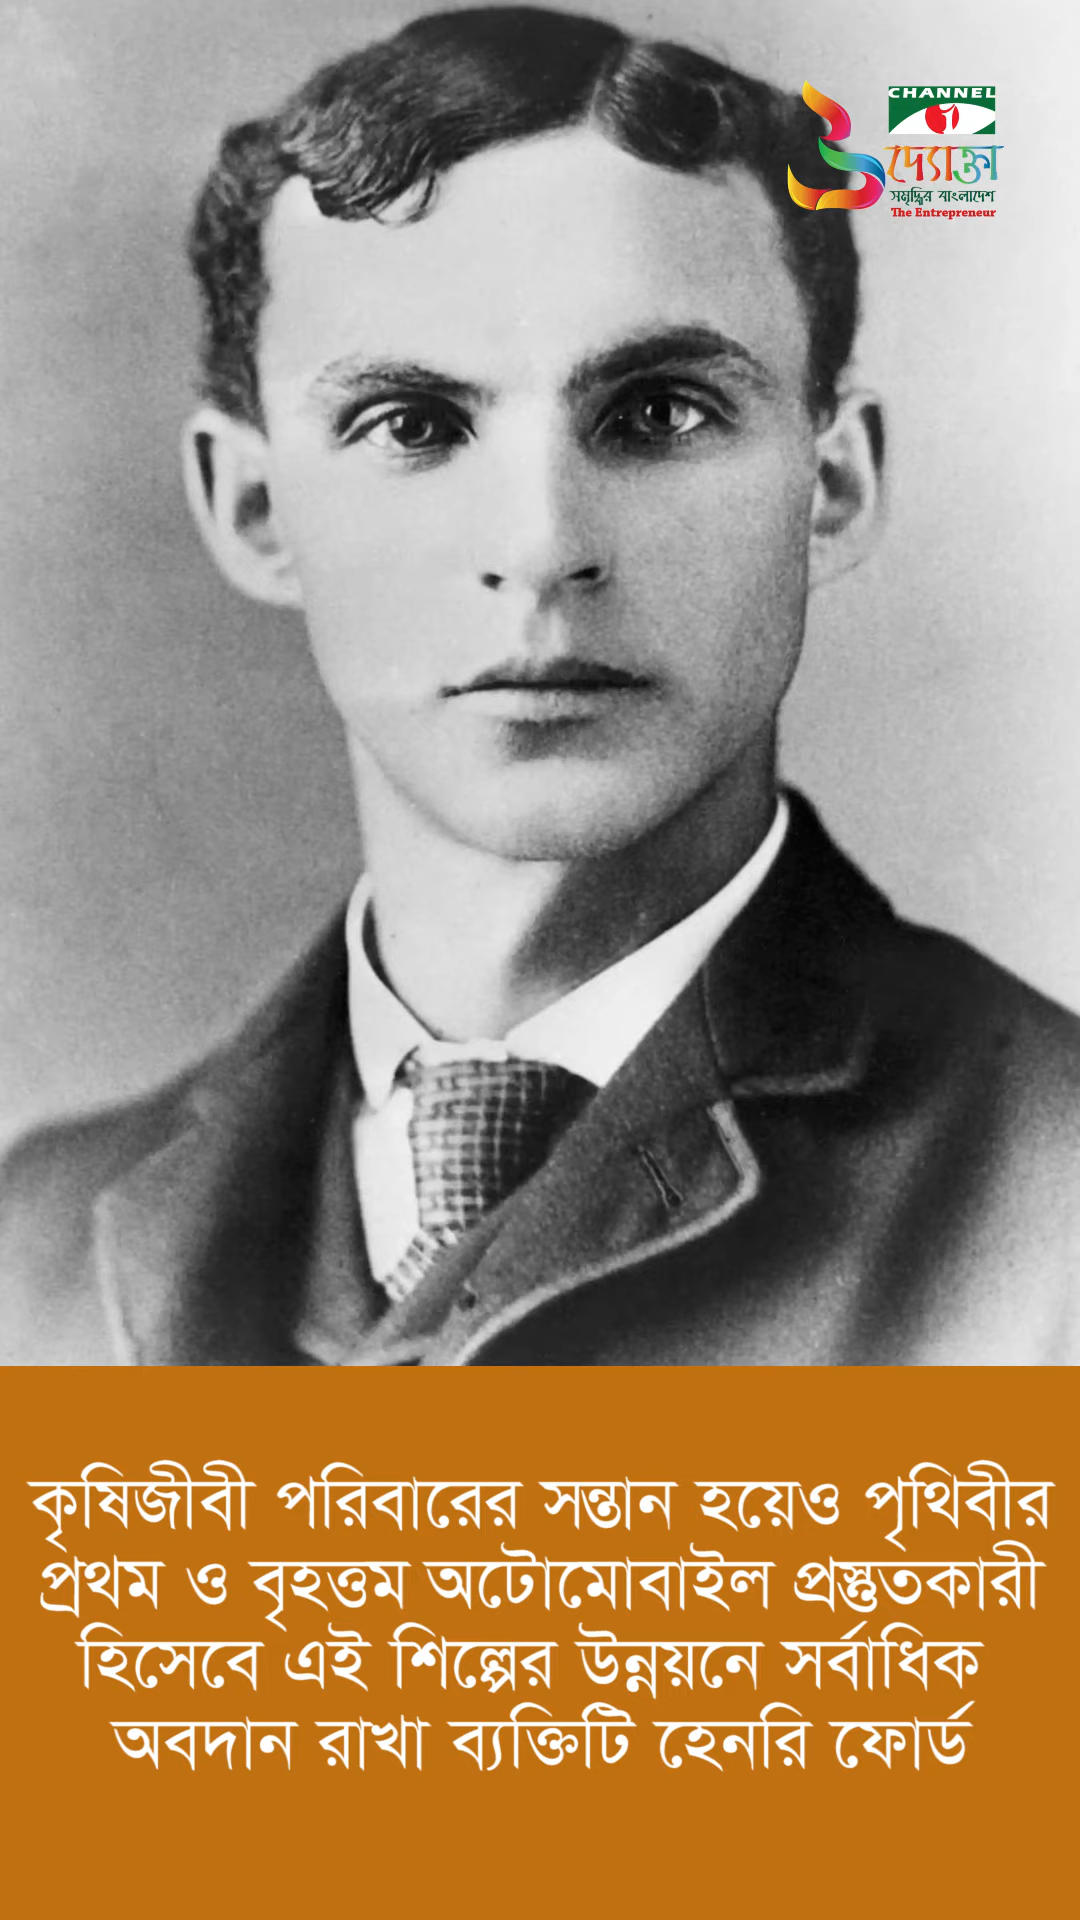 CHANNEL
উদ্যোক্তা
সমৃদ্ধির বাংলাদেশ
The Entrepreneur
কৃষিজীবী পরিবারের সন্তান হয়েও পৃথিবীর
প্রথম ও বৃহত্তম অটোমোবাইল প্রস্তুতকারী
হিসেবে এই শিল্পের উন্নয়নে সর্বাধিক
অবদান রাখা ব্যক্তিটি হেনরি ফোর্ড